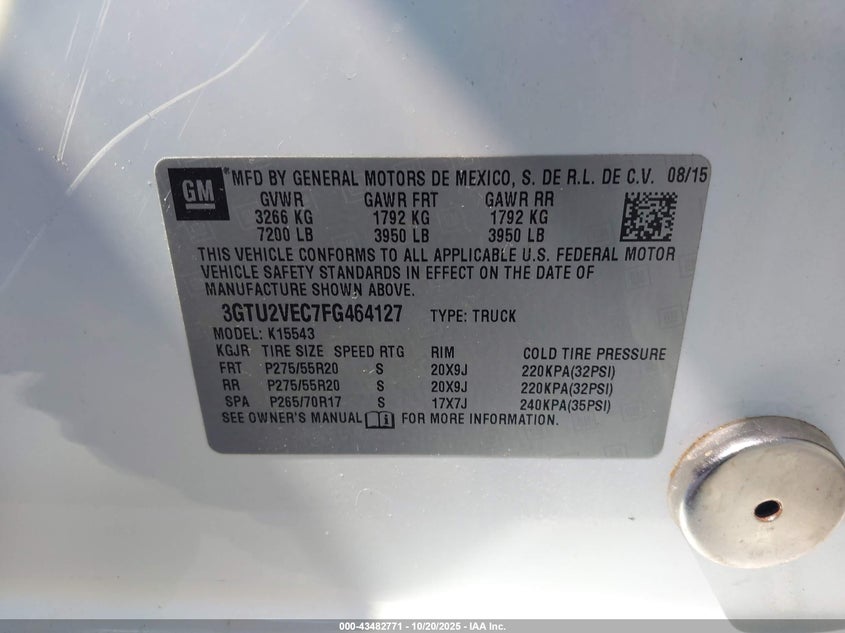 GM ® MFD BY GENERAL MOTORS DE MEXICO, S. DE R.L. DE C.V. 08/15
GVWR GAWR FRT GAWR RR
3266 KG 1792 KG 1792 KG
7200 LB 3950 LB 3950 LB
THIS VEHICLE CONFORMS TO ALL APPLICABLE U.S. FEDERAL MOTOR
VEHICLE SAFETY STANDARDS IN EFFECT ON THE DATE OF
MANUFACTURE SHOWN ABOVE.
3GTU2VEC7FG464127 TYPE: TRUCK
MODEL: K15543
KGJR TIRE SIZE SPEED RTG RIM COLD TIRE PRESSURE
FRT P275/55R20 S 20X9J 220KPA(32PSI)
RR P275/55R20 S 20X9J 220KPA(32PSI)
SPA P265/70R17 S 17X7J 240KPA(35PSI)
SEE OWNER'S MANUAL FOR MORE INFORMATION.
000-43482771 - 10/20/2025 - IAA Inc.